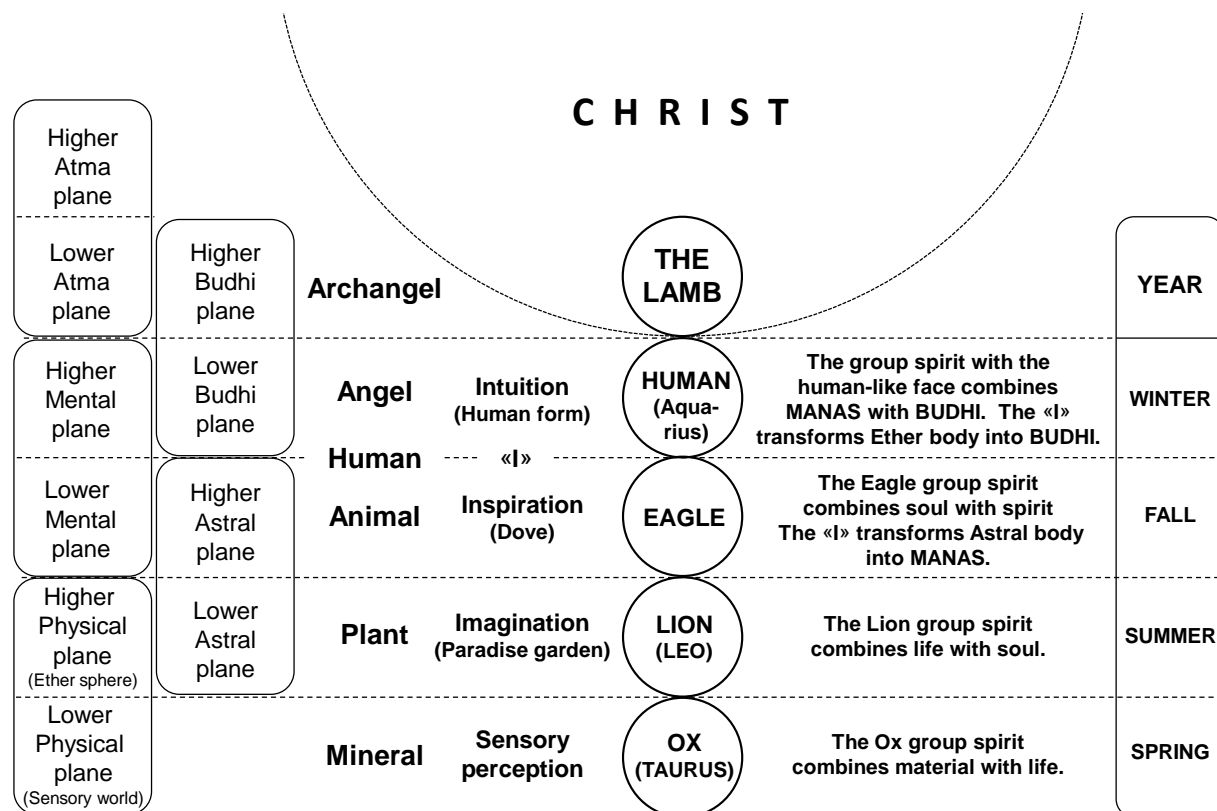 C H R I S T
Higher
Atma
plane
Lower
Atma
plane
Higher
Budhi
plane
Archangel
THE
LAMB
YEAR
Higher
Mental
plane
Lower
Budhi
plane
Angel
Intuition
(Human form)
HUMAN
(Aqua-
rius)
The group spirit with the
human-like face combines
MANAS with BUDHI. The «I»
transforms Ether body into BUDHI.
WINTER
Human
«I»
Lower
Mental
plane
Higher
Astral
plane
Animal
Inspiration
(Dove)
EAGLE
The Eagle group spirit
combines soul with spirit
The «I» transforms Astral body
into MANAS.
FALL
Higher
Physical
plane
(Ether sphere)
Lower
Astral
plane
Plant
Imagination
(Paradise garden)
LION
(LEO)
The Lion group spirit
combines life with soul.
SUMMER
Lower
Physical
plane
(Sensory world)
Mineral
Sensory
perception
OX
(TAURUS)
The Ox group spirit
combines material with life.
SPRING